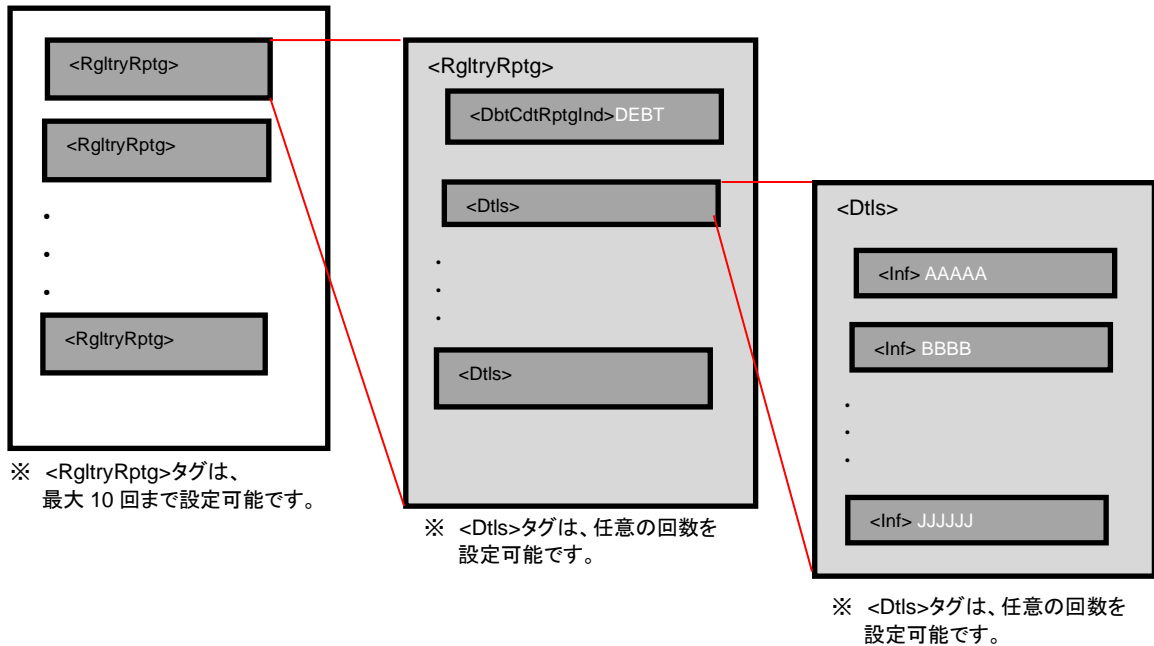 <RgltryRptg>
<RgltryRptg>
・
・
・
<RgltryRptg>
※ <RgltryRptg>タグは、
最大 10 回まで設定可能です。
<RgltryRptg>
<DbtCdtRptgInd>DEBT
<Dtls>
・
・
・
<Dtls>
※ <Dtls>タグは、任意の回数を
設定可能です。
<Dtls>
<Inf> AAAAA
<Inf> BBBB
・
・
・
<Inf> JJJJJJ
※ <Dtls>タグは、任意の回数を
設定可能です。